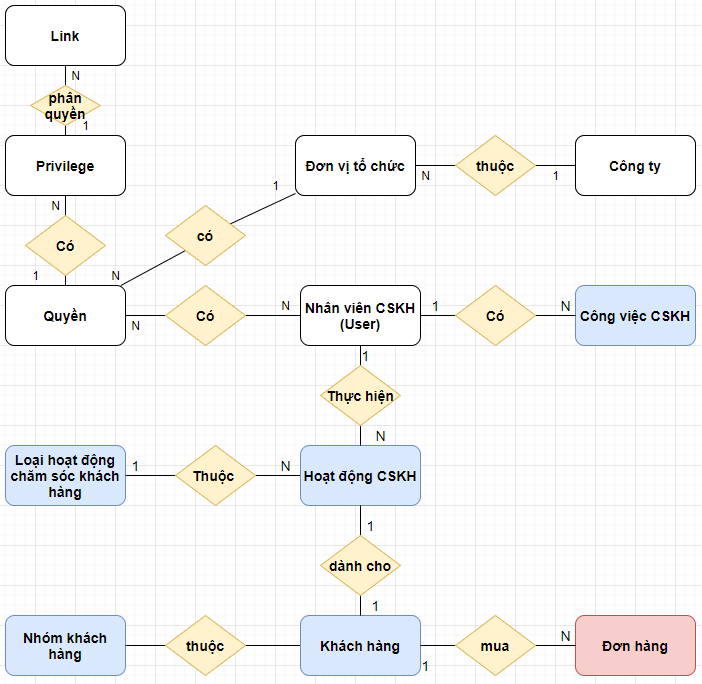 Link
N
phân
quyền
1
Privilege
Đơn vị tổ chức
N
thuộc
1
Công ty
N
Có
1
1
có
N
Quyền
N
Có
N
Nhân viên CSKH
(User)
1
Có
N
Công việc CSKH
1
Thực hiện
N
Loại hoạt động
chăm sóc khách
hàng
1
Thuộc
N
Hoạt động CSKH
1
dành cho
1
Nhóm khách
hàng
thuộc
Khách hàng
1
mua
N
Đơn hàng